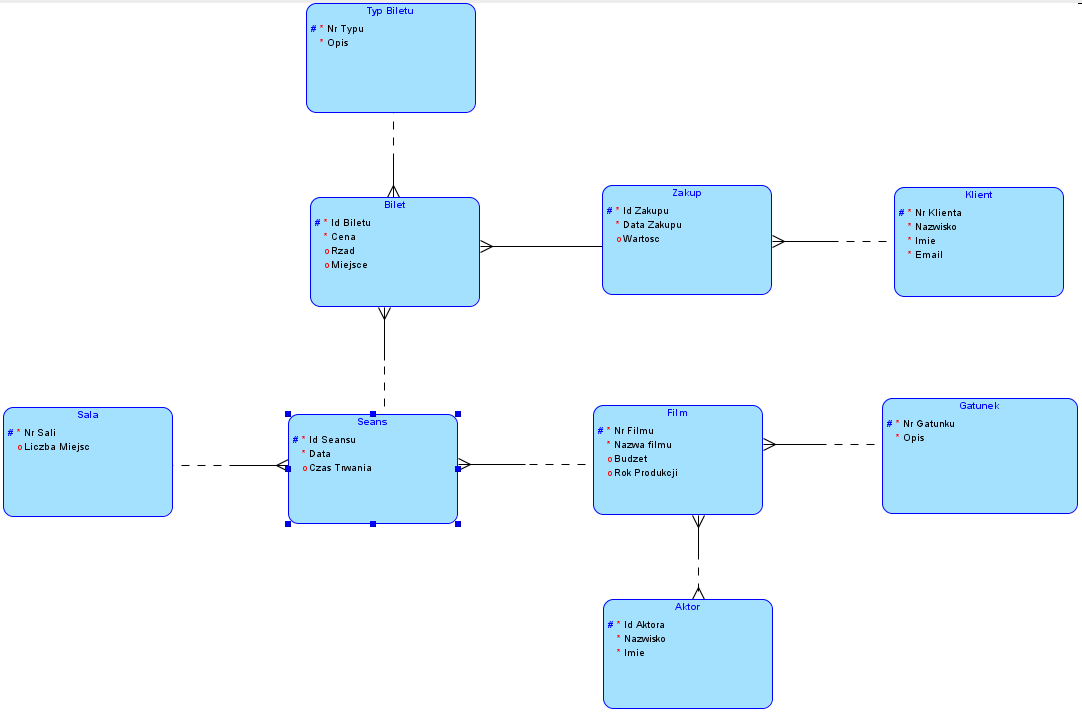 Typ Biletu
# * Nr Typu
* Opis
Bilet
# * Id Biletu
* Cena
o Rzad
o Miejsce
Zakup
# * Id Zakupu
* Data Zakupu
o Wartosc
Klient
# * Nr Klienta
* Nazwisko
* Imie
* Email
Sala
# * Nr Sali
o Liczba Miejsc
Seans
# * Id Seansu
* Data
o Czas Trwania
Film
# * Nr Filmu
* Nazwa filmu
o Budzet
o Rok Produkcji
Gatunek
# * Nr Gatunku
* Opis
Aktor
# * Id Aktora
* Nazwisko
* Imie